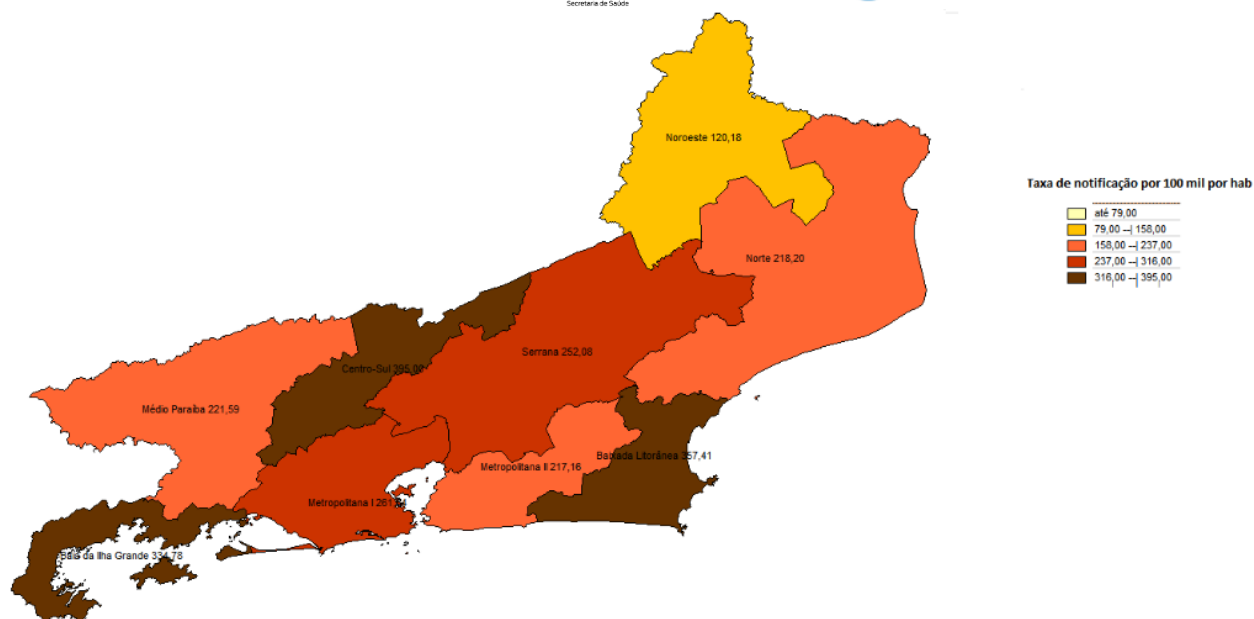 Secretaria de Saúde
Noroeste 120,18
Taxa de notificação por 100 mil por hab
até 79,00
79,00 --| 158,00
158,00 --| 237,00
237,00 --| 316,00
316,00 --| 395,00
Norte 218,20
Serrana 252,08
Centro-Sul
Médio Paraíba 221,59
Baixada Litorânea 357,41
Metropolitana II 217,16
Metropolitana I
Baía da Ilha Grande 334,78